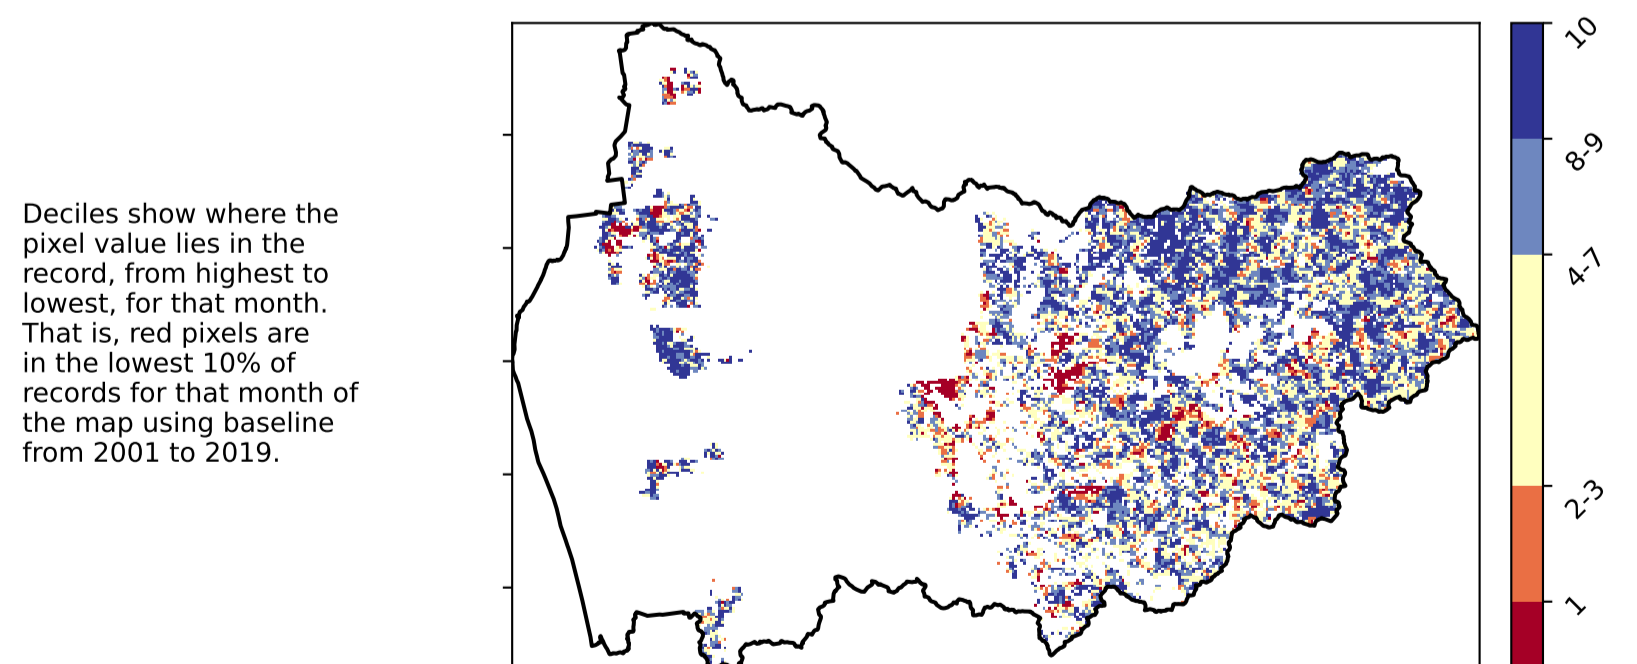 Deciles show where the
pixel value lies in the
record, from highest to
lowest, for that month.
That is, red pixels are
in the lowest 10% of
records for that month of
the map using baseline
from 2001 to 2019.
10
8-9
4-7
2-3
1